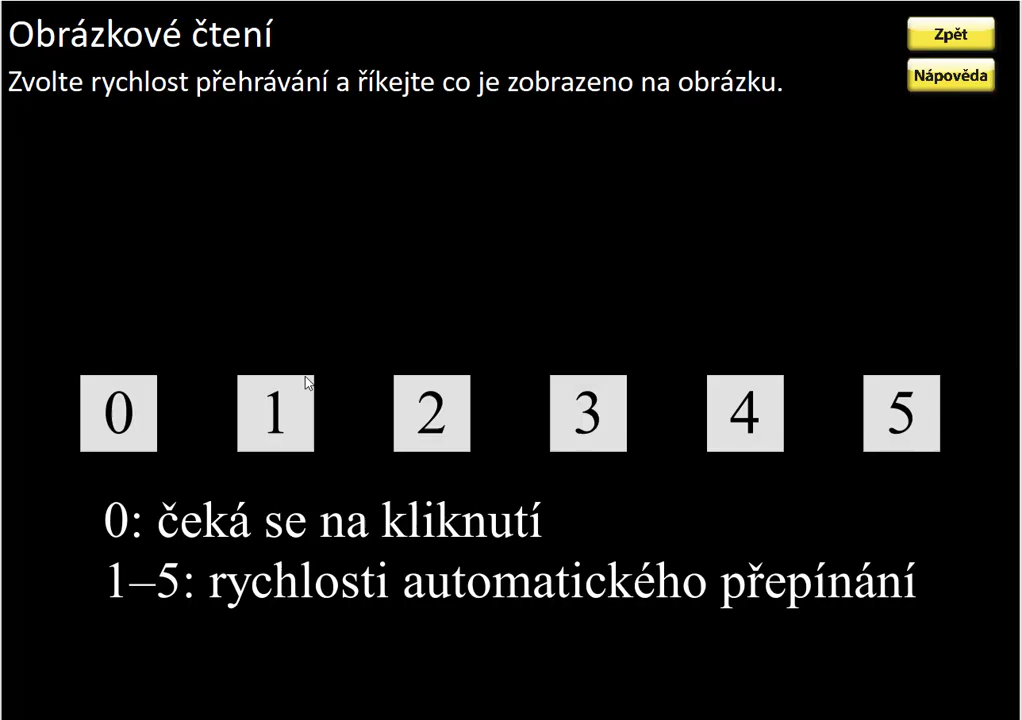 Obrázkové čtení
Zpět
Zvolte rychlost přehrávání a říkejte co je zobrazeno na obrázku.
Nápověda
0 1 2 3 4 5
0: čeká se na kliknutí
1–5: rychlosti automatického přepínání